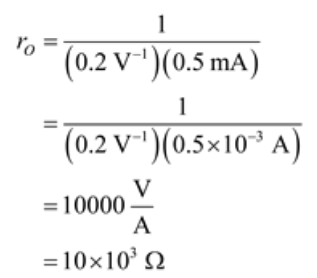 r_O = 1 / ((0.2 V⁻¹)(0.5 mA))
= 1 / ((0.2 V⁻¹)(0.5×10⁻³ A))
= 10000 V/A
= 10×10³ Ω